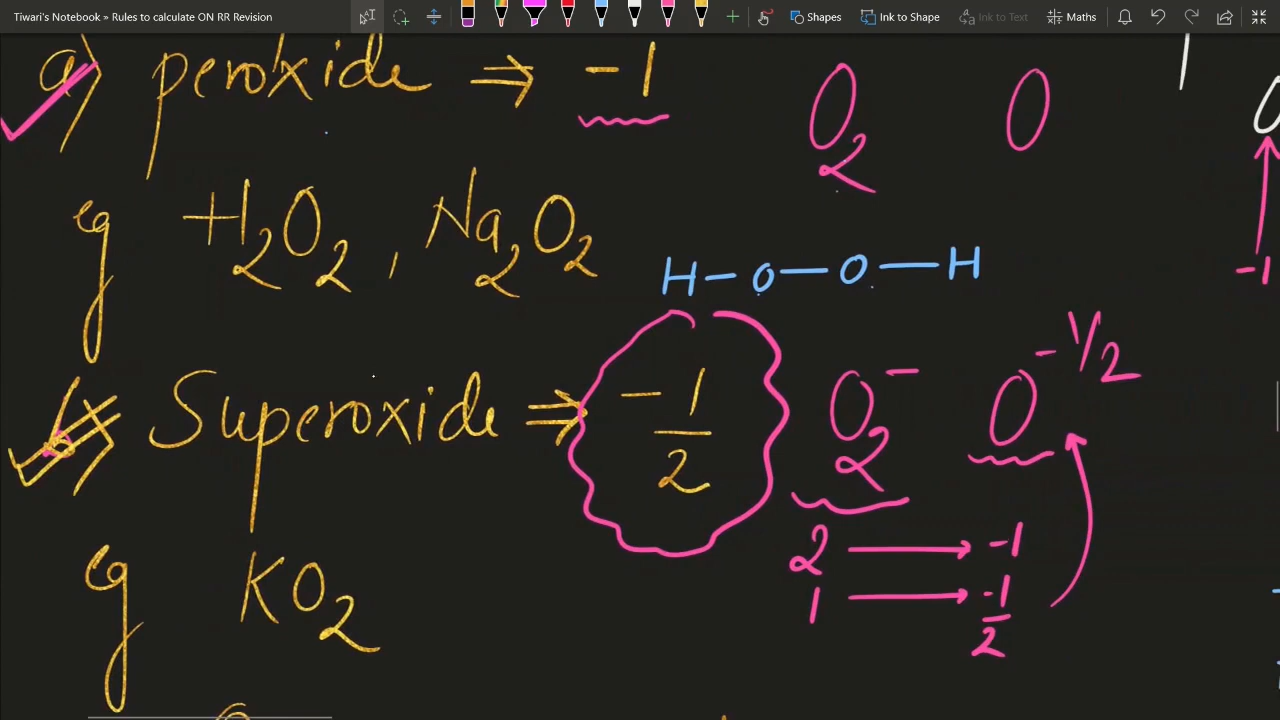 Tiwari's Notebook » Rules to calculate ON RR Revision
Shapes Ink to Shape Ink to Text Maths
a) peroxide ⇒ -1
O₂ O
eg H₂O₂, Na₂O₂
H-O-O-H
-1
Superoxide ⇒ -1/2
O₂⁻ O⁻¹/²
2 → -1
1 → -1/2
eg KO₂